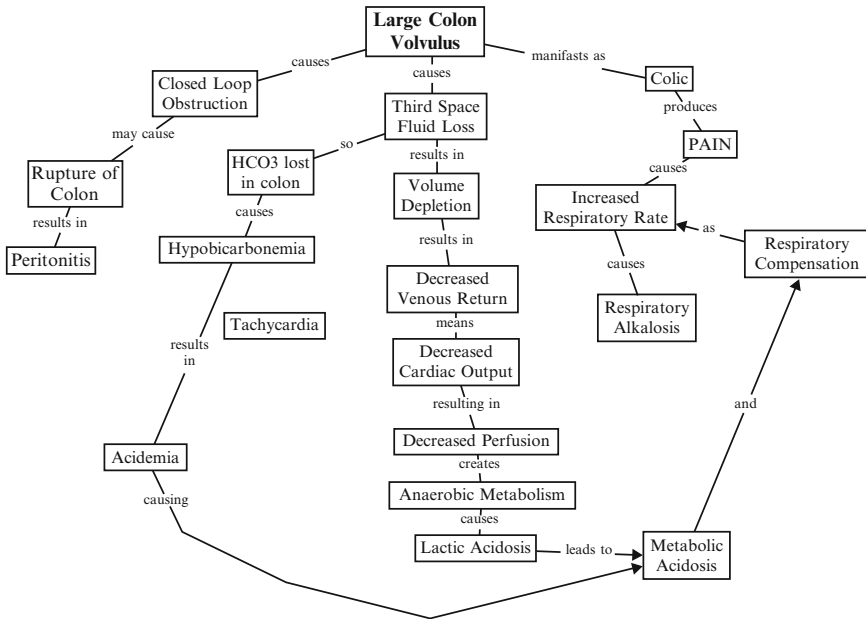 Large Colon
Volvulus
causes
causes
manifests as
Closed Loop
Obstruction
Third Space
Fluid Loss
Colic
produces
may cause
so
results in
PAIN
Rupture of
Colon
HCO3 lost
in colon
Volume
Depletion
causes
Increased
Respiratory Rate
results in
causes
results in
as
Respiratory
Compensation
Peritonitis
Hypobicarbonemia
causes
Decreased
Venous Return
Respiratory
Alkalosis
Tachycardia
means
results
in
Decreased
Cardiac Output
resulting in
and
Acidemia
Decreased Perfusion
creates
causing
Anaerobic Metabolism
causes
Lactic Acidosis
leads to
Metabolic
Acidosis